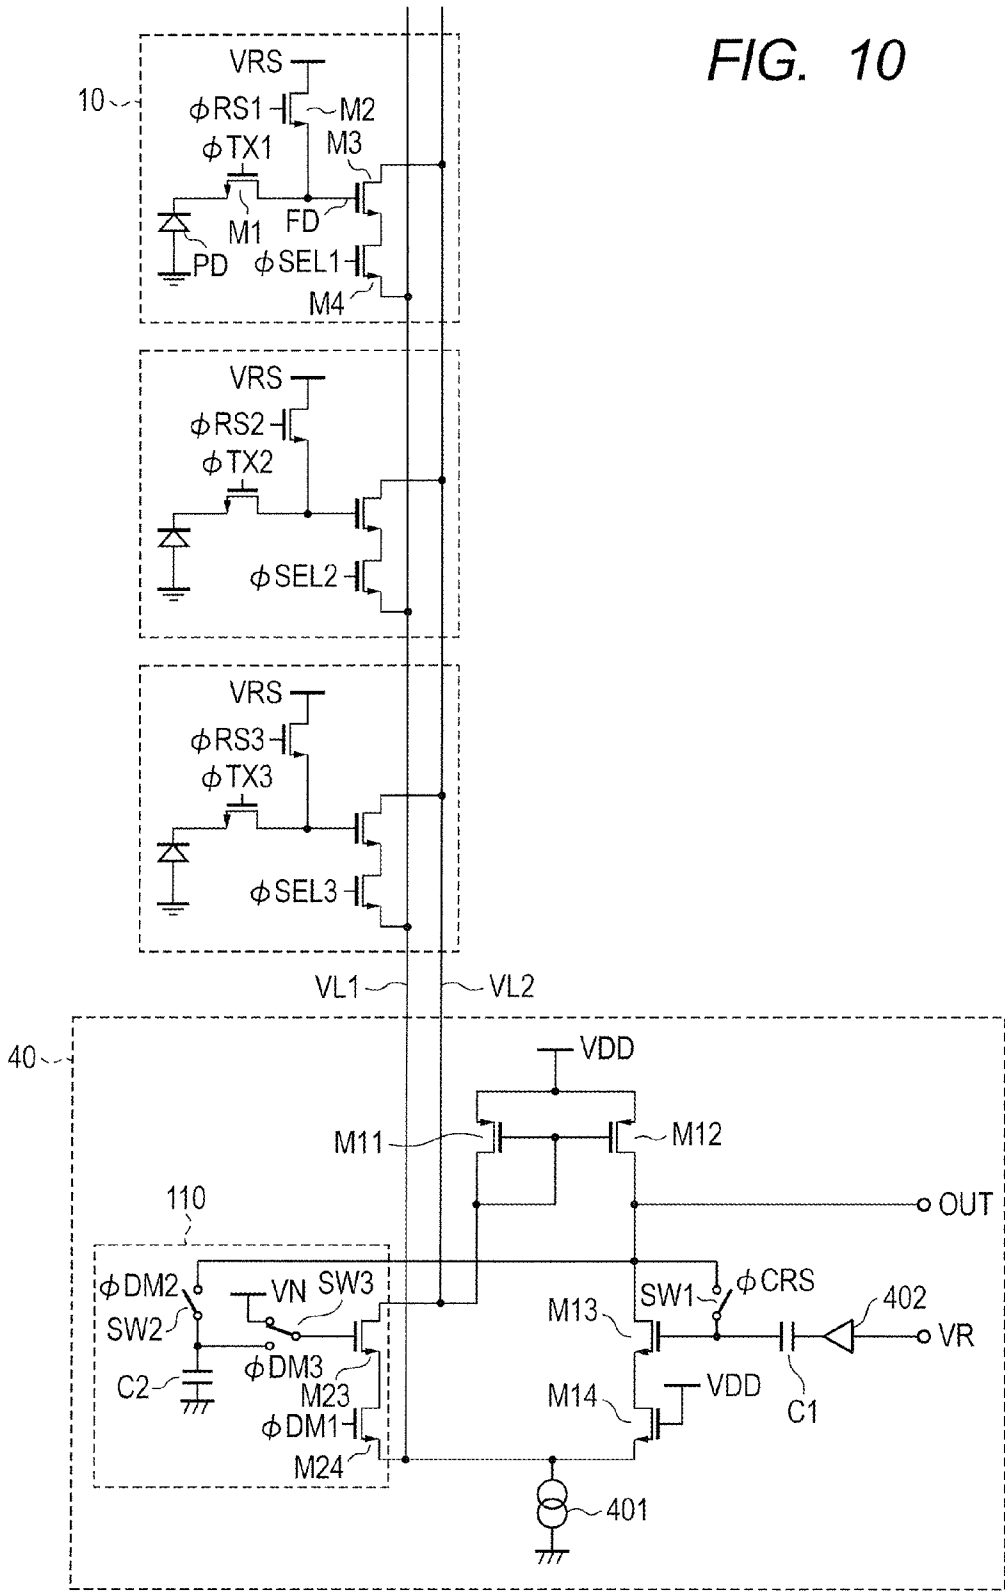 FIG. 10
VRS
10
φRS1
M2
M3
φTX1
M1
FD
PD
φSEL1
M4
VRS
φRS2
φTX2
φSEL2
VRS
φRS3
φTX3
φSEL3
VL1
VL2
40
VDD
M11
M12
110
OUT
φDM2
SW3
VN
SW1
φCRS
402
SW2
M13
VR
φDM3
C2
M23
VDD
M14
C1
φDM1
M24
401